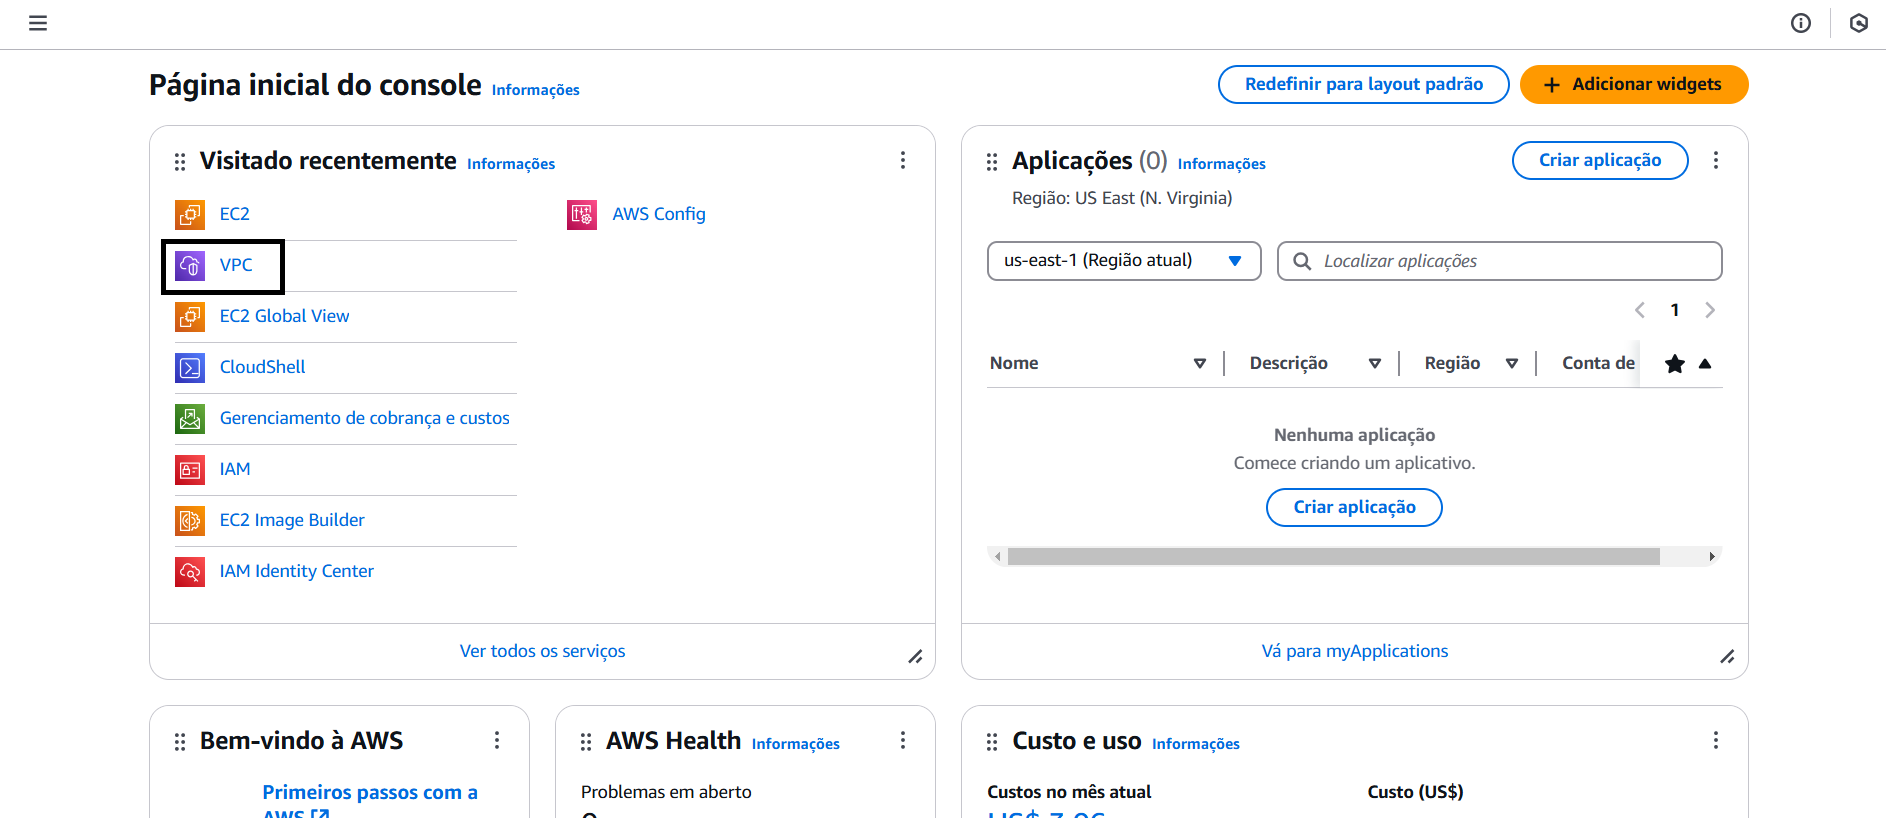 Página inicial do console Informações
Redefinir para layout padrão
Adicionar widgets
Visitado recentemente Informações
EC2
VPC
EC2 Global View
CloudShell
Gerenciamento de cobrança e custos
IAM
EC2 Image Builder
IAM Identity Center
AWS Config
Ver todos os serviços
Aplicações (0) Informações
Criar aplicação
Região: US East (N. Virginia)
us-east-1 (Região atual)
Localizar aplicações
1
Nome Descrição Região Conta de
Nenhuma aplicação
Comece criando um aplicativo.
Criar aplicação
Vá para myApplications
Bem-vindo à AWS
Primeiros passos com a
AWS
AWS Health Informações
Problemas em aberto
Custo e uso Informações
Custos no mês atual
Custo (US$)